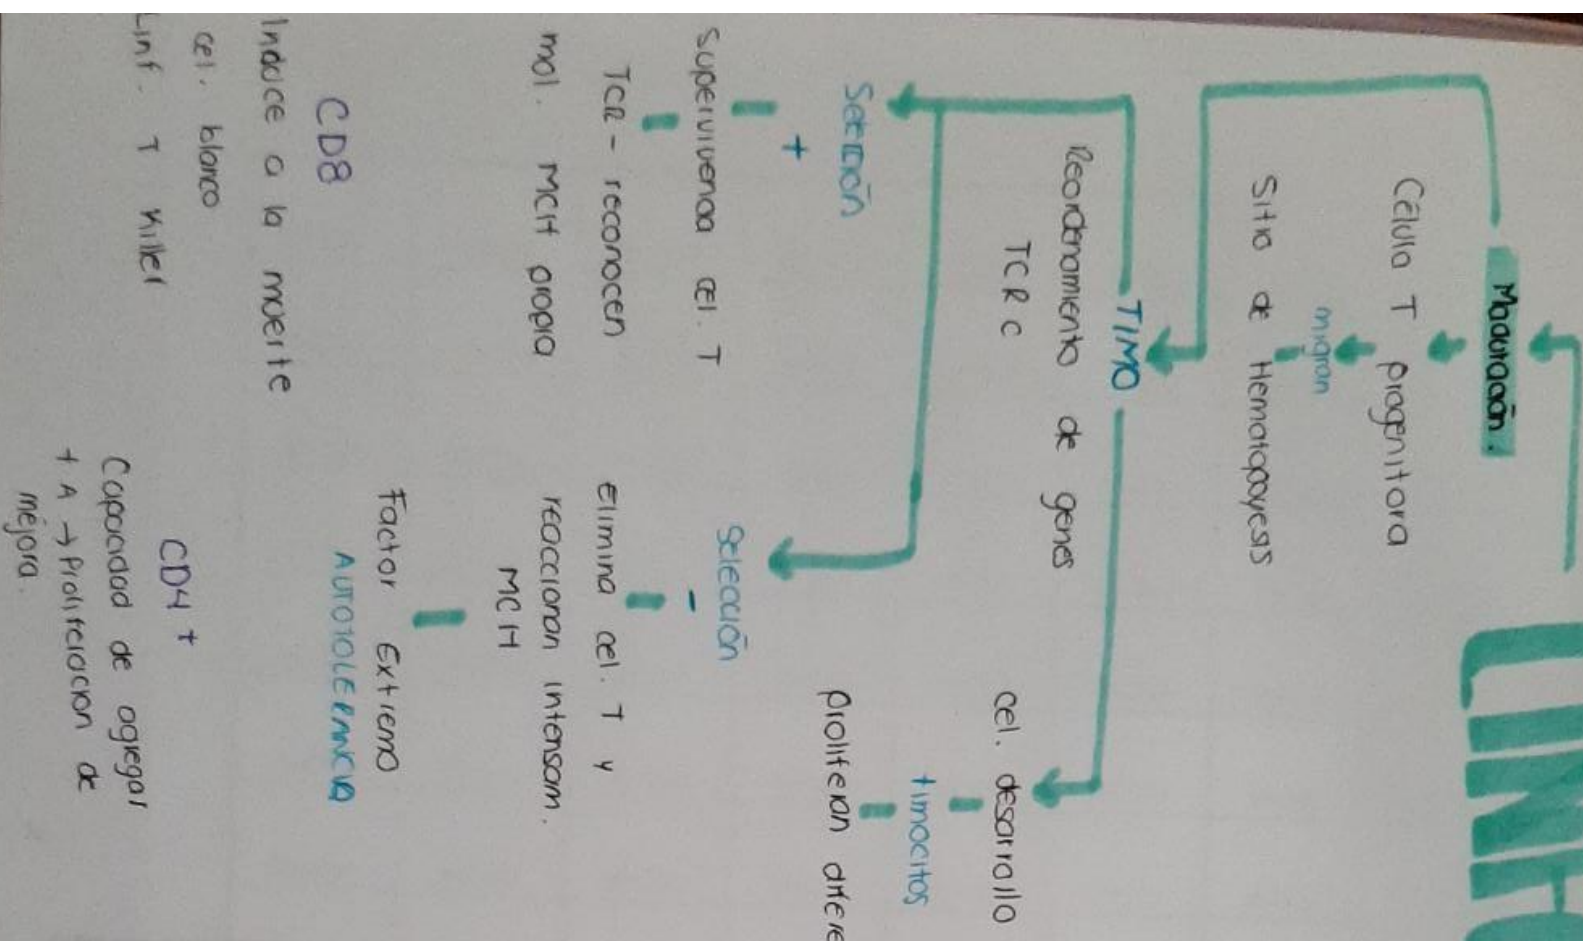 LINF
Maduración.
Célula T progenitora
migran
Sitio de Hematopoyesis
TIMO
Reordenamiento de genes
TCR C
cel. desarrollo
timocitos
proliferan difere
Selección
+
Supervivencia cel. T
TCR - reconocen
mol. MCH propia
Selección
-
Elimina cel. T y
reaccionan intensam.
MCH
Factor Extremo
AUTOTOLERANCIA
CD8
Induce a la muerte
cel. blanco
Linf. T Killer
CD4 +
Capacidad de agregar
+ A → Proliferacion de
mejora.